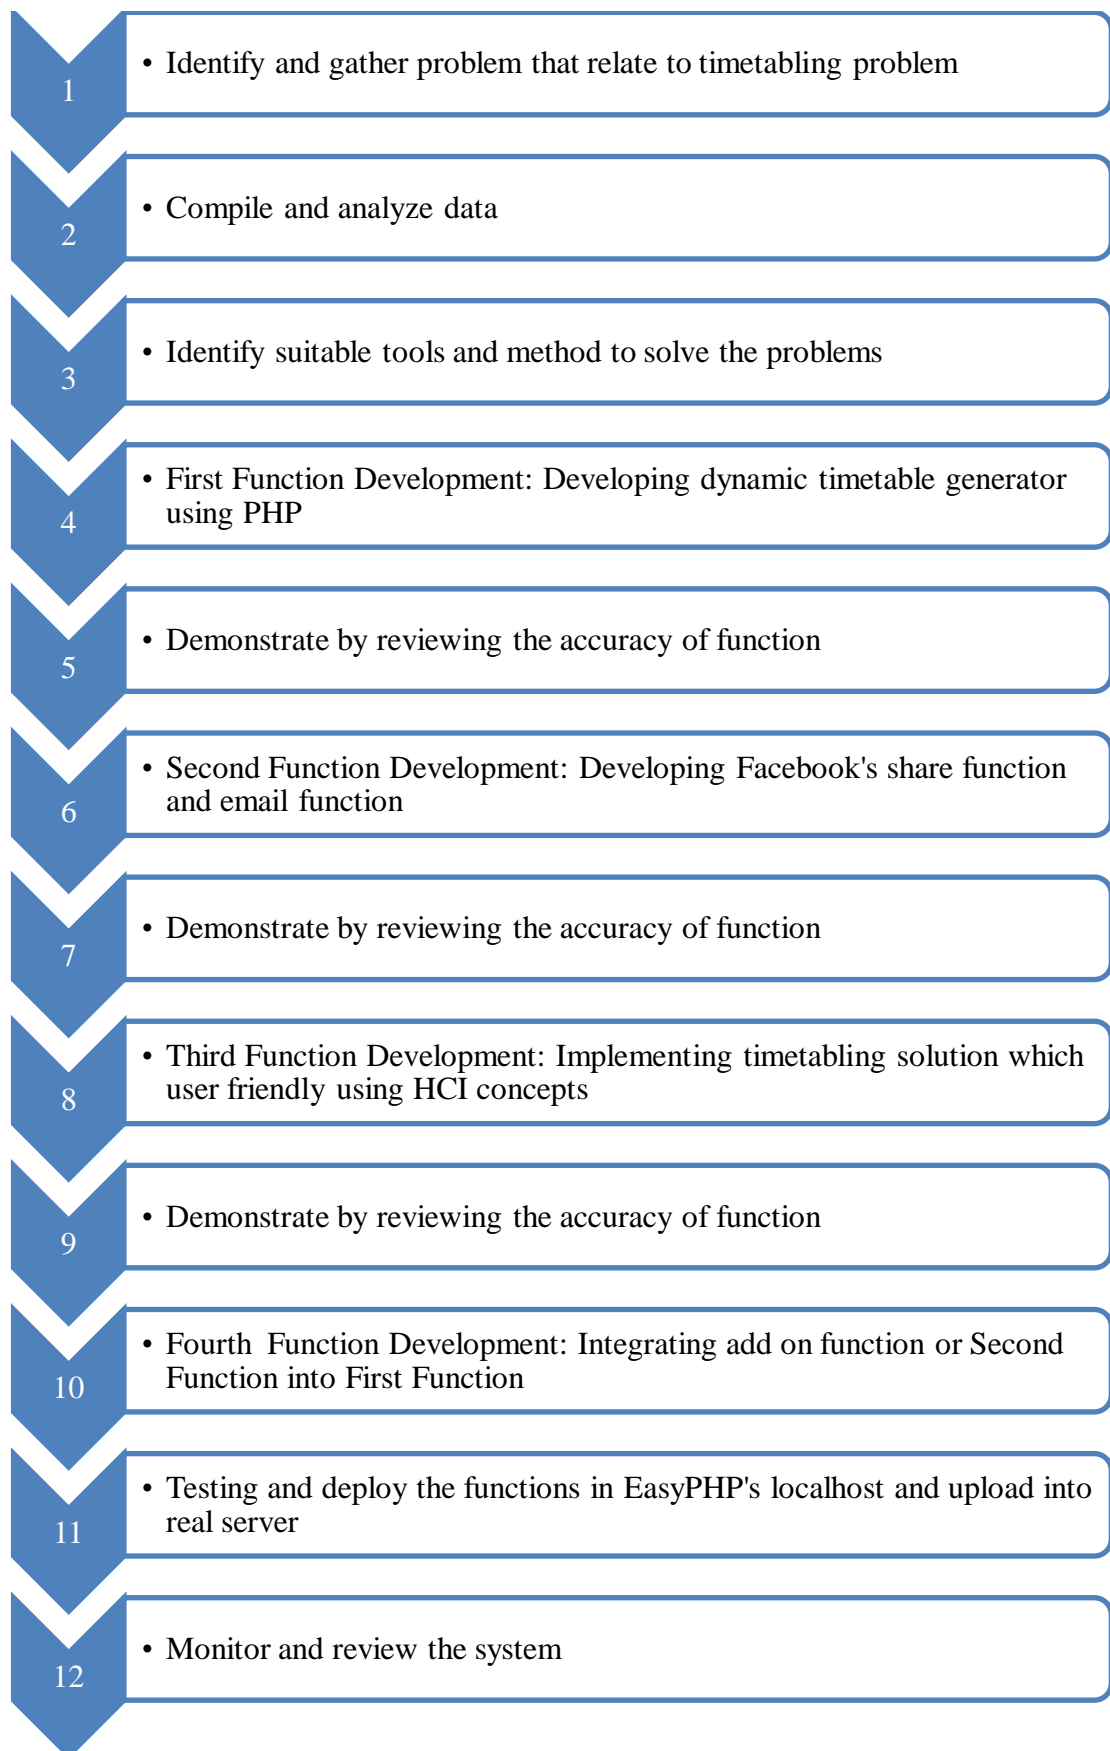 1
• Identify and gather problem that relate to timetabling problem
2
• Compile and analyze data
3
• Identify suitable tools and method to solve the problems
4
• First Function Development: Developing dynamic timetable generator
using PHP
5
• Demonstrate by reviewing the accuracy of function
6
• Second Function Development: Developing Facebook's share function
and email function
7
• Demonstrate by reviewing the accuracy of function
8
• Third Function Development: Implementing timetabling solution which
user friendly using HCI concepts
9
• Demonstrate by reviewing the accuracy of function
10
• Fourth Function Development: Integrating add on function or Second
Function into First Function
11
• Testing and deploy the functions in EasyPHP's localhost and upload into
real server
12
• Monitor and review the system